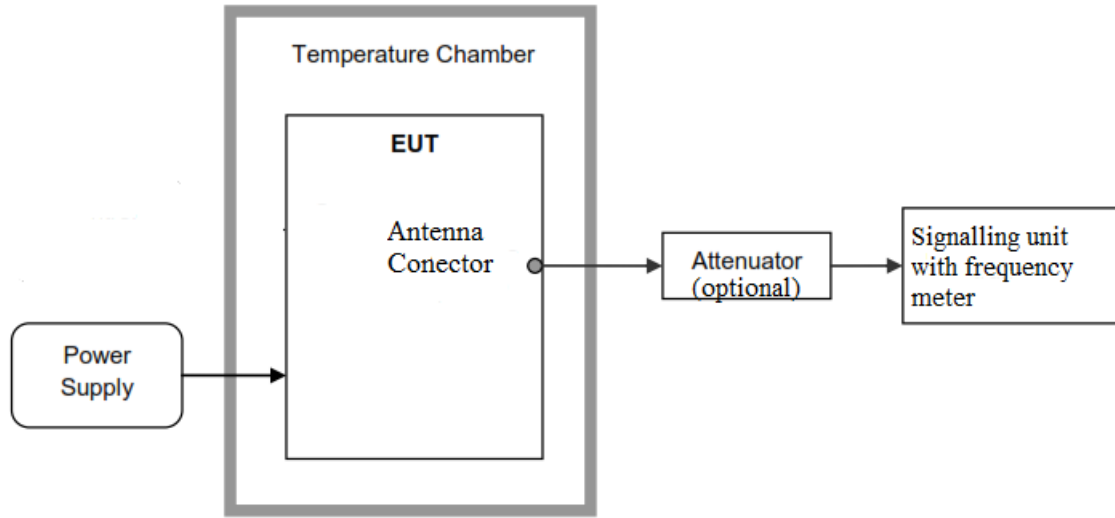 Temperature Chamber
EUT
Antenna
Conector
Attenuator
(optional)
Signalling unit
with frequency
meter
Power
Supply